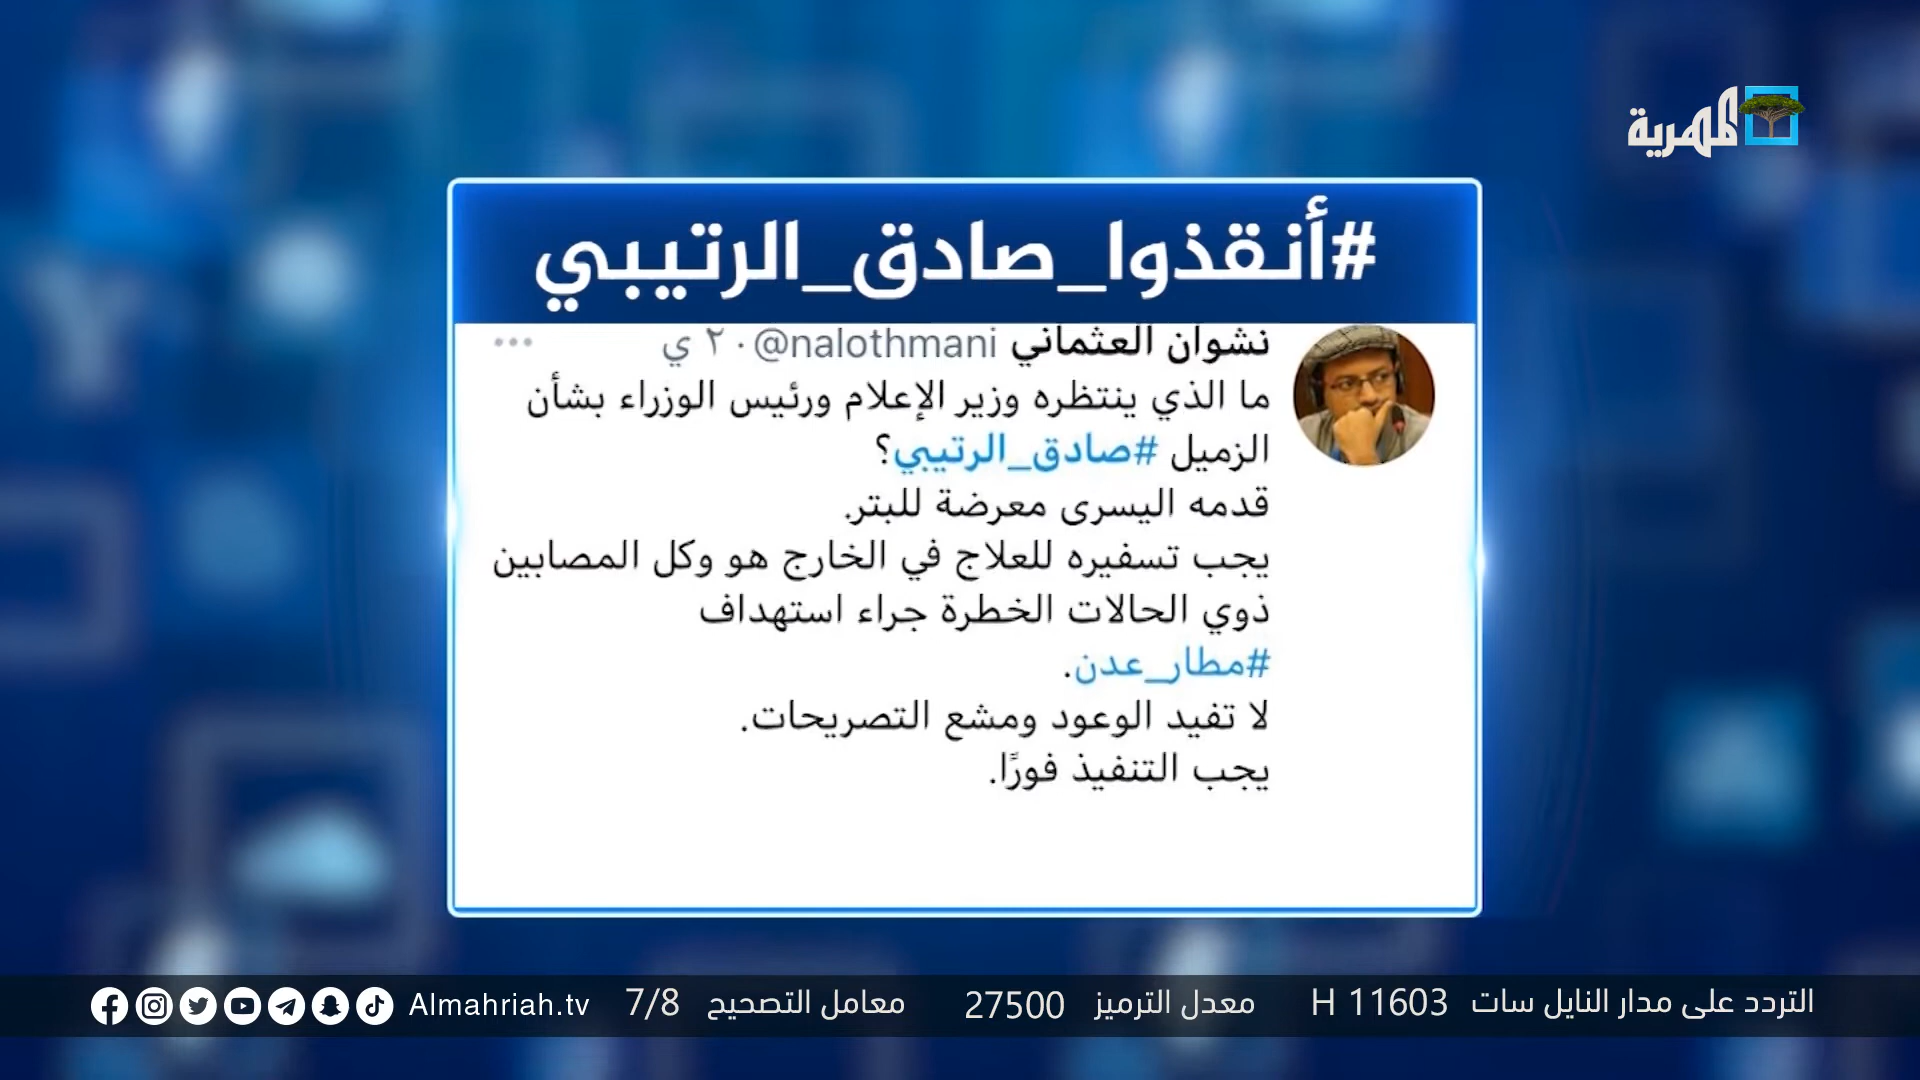 المهرية
#أنقذوا_صادق_الرتيبي
نشوان العثماني @nalothmani · ٢٠ ي
ما الذي ينتظره وزير الإعلام ورئيس الوزراء بشأن
الزميل #صادق_الرتيبي؟
قدمه اليسرى معرضة للبتر.
يجب تسفيره للعلاج في الخارج هو وكل المصابين
ذوي الحالات الخطرة جراء استهداف
#مطار_عدن.
لا تفيد الوعود ومشع التصريحات.
يجب التنفيذ فورًا.
التردد على مدار النايل سات H 11603 معدل الترميز 27500 معامل التصحيح 7/8 Almahriah.tv